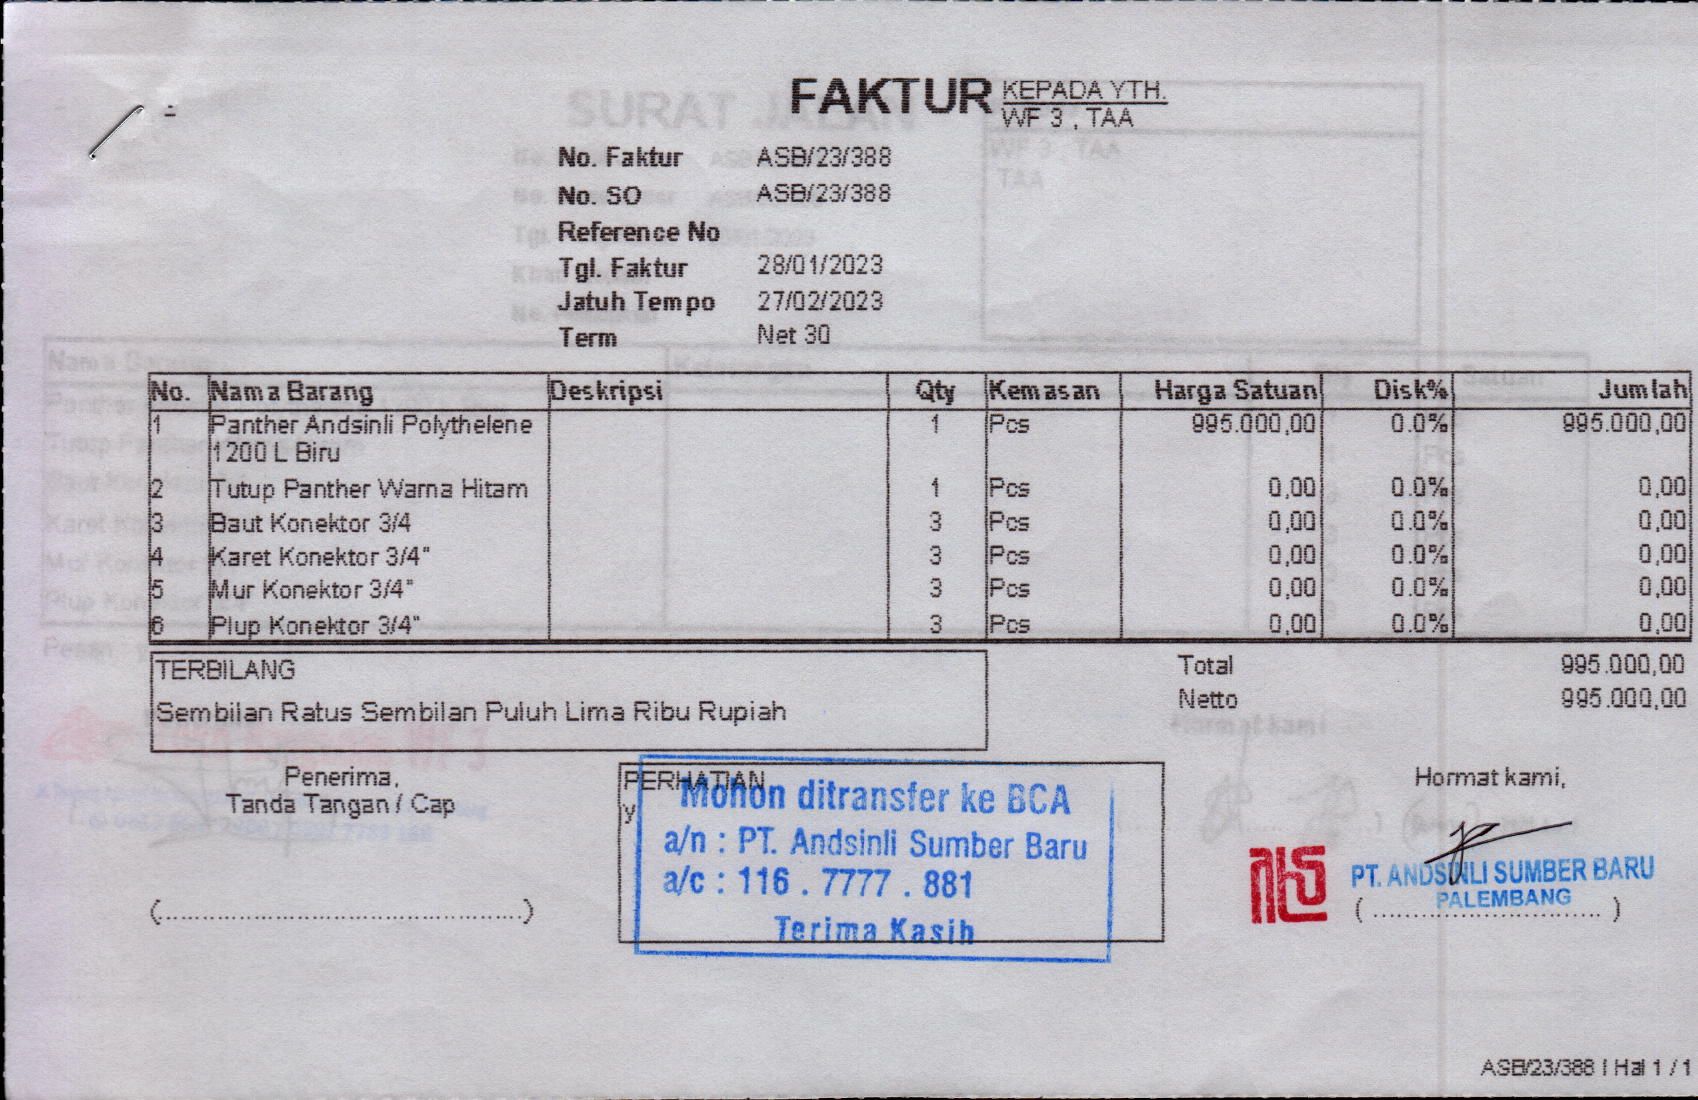 FAKTUR
KEPADA YTH.
WF 3 , TAA
No. Faktur ASB/23/388
No. SO ASB/23/388
Reference No
Tgl. Faktur 28/01/2023
Jatuh Tempo 27/02/2023
Term Net 30
No. Nama Barang Deskripsi Qty Kemasan Harga Satuan Disk% Jumlah
1 Panther Andsinli Polythelene 1 Pcs 995.000,00 0.0% 995.000,00
1200 L Biru
2 Tutup Panther Warna Hitam 1 Pcs 0,00 0.0% 0,00
3 Baut Konektor 3/4 3 Pcs 0,00 0.0% 0,00
4 Karet Konektor 3/4" 3 Pcs 0,00 0.0% 0,00
5 Mur Konektor 3/4" 3 Pcs 0,00 0.0% 0,00
6 Plup Konektor 3/4" 3 Pcs 0,00 0.0% 0,00
TERBILANG
Sembilan Ratus Sembilan Puluh Lima Ribu Rupiah
Total 995.000,00
Netto 995.000,00
Penerima,
Tanda Tangan / Cap
(............................................)
PERHATIAN
y
Mohon ditransfer ke BCA
a/n : PT. Andsinli Sumber Baru
a/c : 116 . 7777 . 881
Terima Kasih
Hormat kami,
PT. ANDSINLI SUMBER BARU
PALEMBANG
( ............................ )
ASB/23/388 | Hal 1 / 1
SURAT JALAN
WF 3 , TAA
TAA
Hormat kami